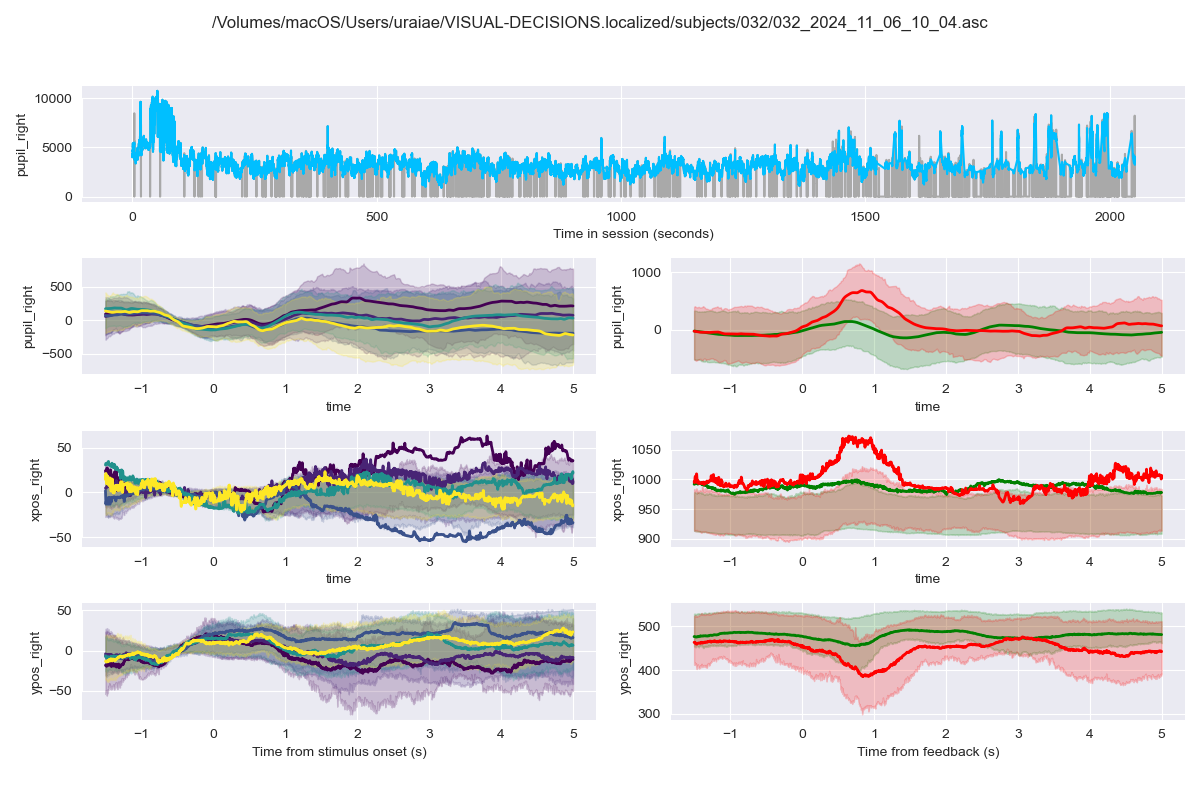 /Volumes/macOS/Users/uraiae/VISUAL-DECISIONS.localized/subjects/032/032_2024_11_06_10_04.asc
pupil_right
10000
5000
0
0 500 1000 1500 2000
Time in session (seconds)
pupil_right
500
0
−500
−1 0 1 2 3 4 5
time
pupil_right
1000
0
−1 0 1 2 3 4 5
time
xpos_right
50
0
−50
−1 0 1 2 3 4 5
time
xpos_right
1050
1000
950
900
−1 0 1 2 3 4 5
time
ypos_right
50
0
−50
−1 0 1 2 3 4 5
Time from stimulus onset (s)
ypos_right
500
400
300
−1 0 1 2 3 4 5
Time from feedback (s)